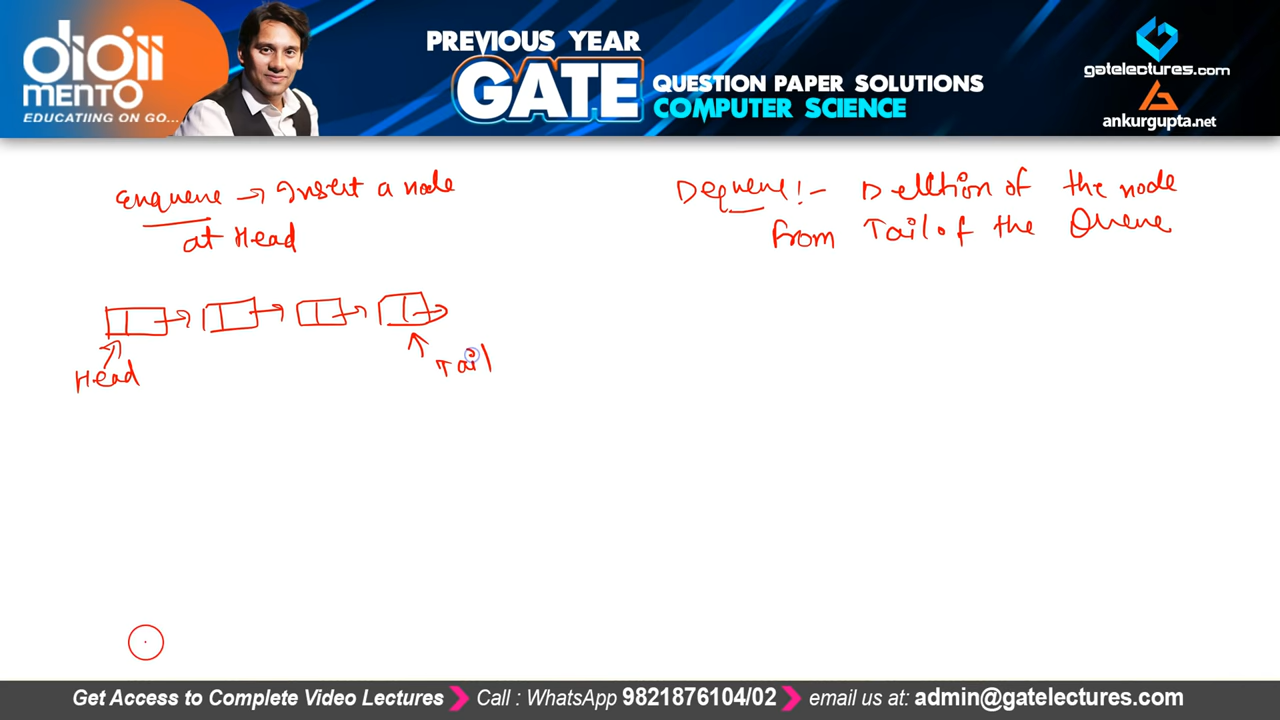 digii
MENTO
EDUCATIING ON GO...
PREVIOUS YEAR
GATE
QUESTION PAPER SOLUTIONS
COMPUTER SCIENCE
gatelectures.com
ankurgupta.net
Enqueue → Insert a node
at Head
Dequeue :- Delltion of the node
from Tail of the Queue
Head
Tail
Get Access to Complete Video Lectures Call : WhatsApp 9821876104/02 email us at: admin@gatelectures.com